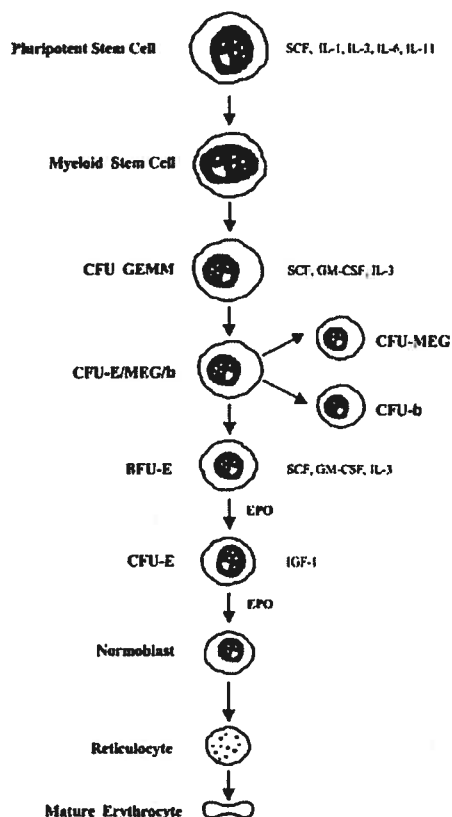 Pluripotent Stem Cell
SCF, IL-1, IL-3, IL-6, IL-11
Myeloid Stem Cell
CFU GEMM
SCT, GM-CSF, IL-3
CFU-MEG
CFU-E/MEG/b
CFU-b
BFU-E
SCF, GM-CSF, IL-3
EPO
CFU-E
IGF-1
EPO
Normoblast
Reticulocyte
Mature Erythrocyte